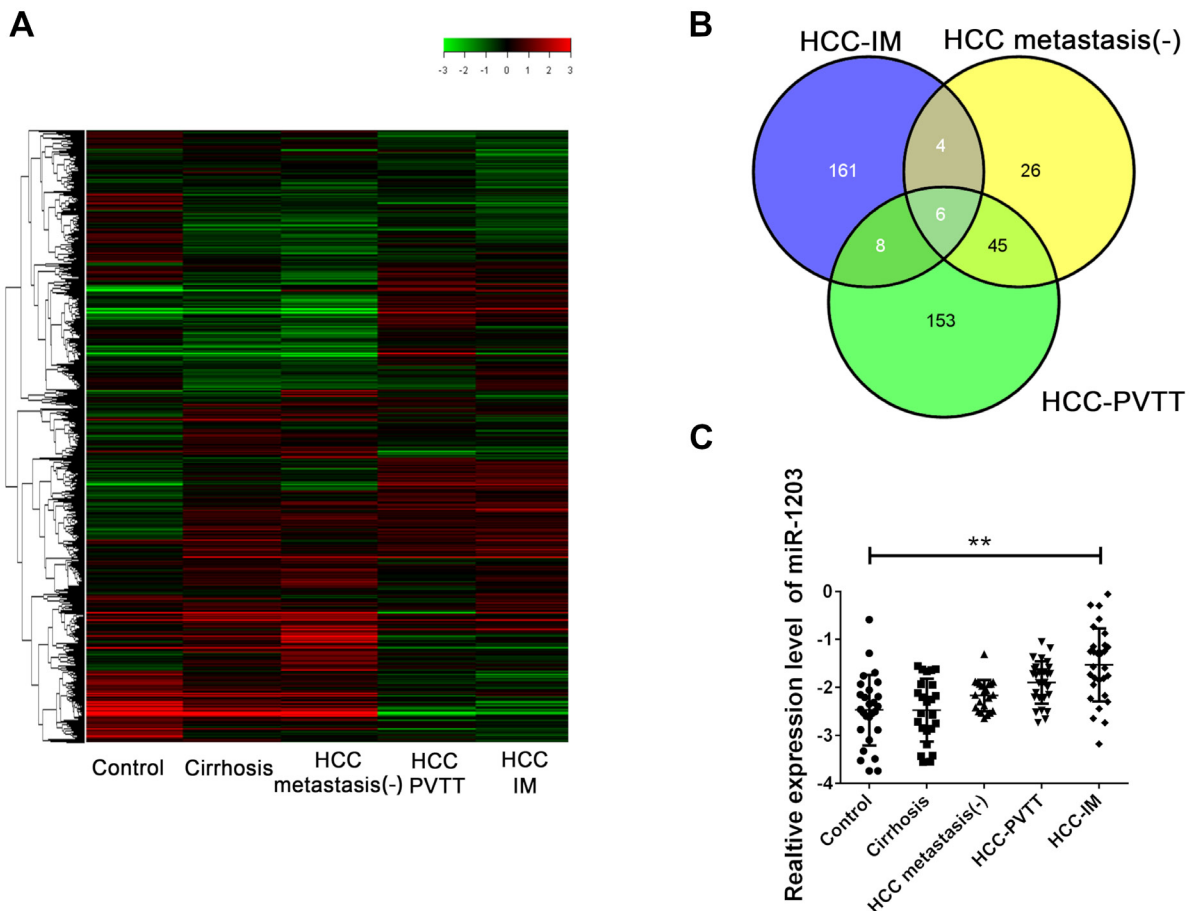 A
-3 -2 -1 0 1 2 3
Control
Cirrhosis
HCC
metastasis(-)
HCC
PVTT
HCC
IM
B
HCC-IM
HCC metastasis(-)
4
161
26
6
8
45
153
HCC-PVTT
C
Realtive expression level of miR-1203
**
0
-1
-2
-3
-4
Control
Cirrhosis
HCC metastasis(-)
HCC-PVTT
HCC-IM